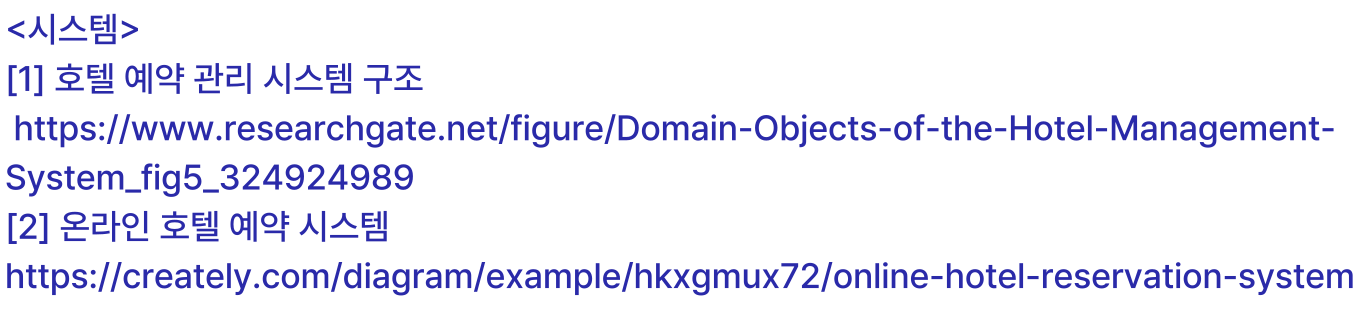 <시스템>
[1] 호텔 예약 관리 시스템 구조
https://www.researchgate.net/figure/Domain-Objects-of-the-Hotel-Management-
System_fig5_324924989
[2] 온라인 호텔 예약 시스템
https://creately.com/diagram/example/hkxgmux72/online-hotel-reservation-system